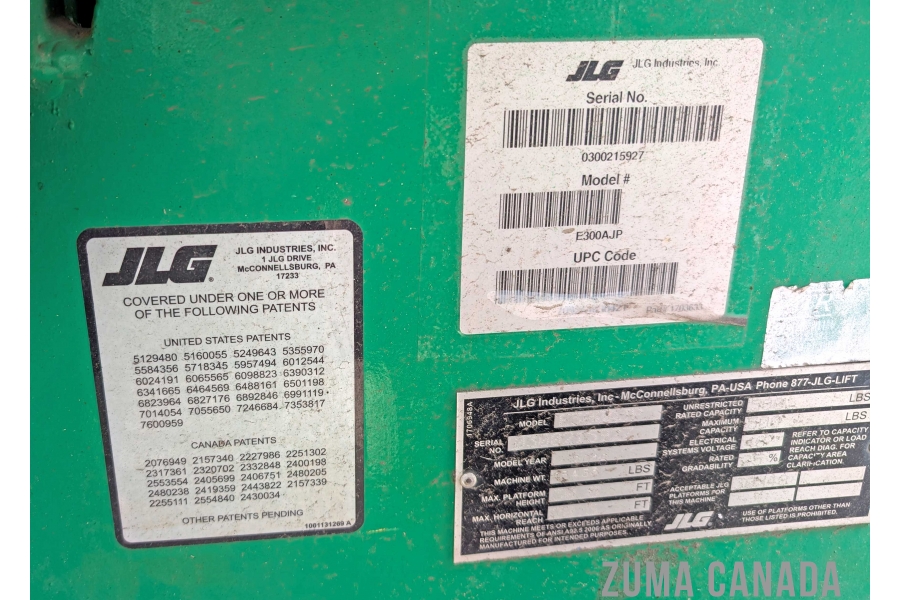 JLG
JLG INDUSTRIES, INC.
1 JLG DRIVE
McCONNELLSBURG, PA
17233
COVERED UNDER ONE OR MORE
OF THE FOLLOWING PATENTS
UNITED STATES PATENTS
5129480 5160055 5249643 5355970
5584356 5718345 5957494 6012544
6024191 6065565 6098823 6390312
6341665 6464569 6488161 6501198
6823964 6827176 6892846 6991119
7014054 7055650 7246684 7353817
7600959
CANADA PATENTS
2076949 2157340 2227986 2251302
2317361 2320702 2332848 2400198
2553554 2405699 2406751 2480205
2480238 2419359 2443822 2157339
2255111 2554840 2430034
OTHER PATENTS PENDING
1001131269 A
JLG JLG Industries, Inc.
Serial No.
0300215927
Model #
E300AJP
UPC Code
JLG Industries, Inc- McConnellsburg, PA-USA Phone 877-JLG-LIFT
1706948A
MODEL
SERIAL
NO.
MODEL YEAR
MACHINE WT. LBS
MAX. PLATFORM
HEIGHT FT
MAX. HORIZONTAL
REACH FT
THIS MACHINE MEETS OR EXCEEDS APPLICABLE
REQUIREMENTS OF ANSI A92.5 2006 AS ORIGINALLY
MANUFACTURED FOR INTENDED PURPOSES.
UNRESTRICTED
RATED CAPACITY LBS
MAXIMUM
CAPACITY LBS
ELECTRICAL
SYSTEMS VOLTAGE
RATED
GRADABILITY %
REFER TO CAPACITY
INDICATOR OR LOAD
REACH DIAG. FOR
CAPACITY AREA
CLARIFICATION.
ACCEPTABLE JLG
PLATFORMS FOR
THIS MACHINE
JLG
USE OF PLATFORMS OTHER THAN
THOSE LISTED IS PROHIBITED.
ZUMA CANADA